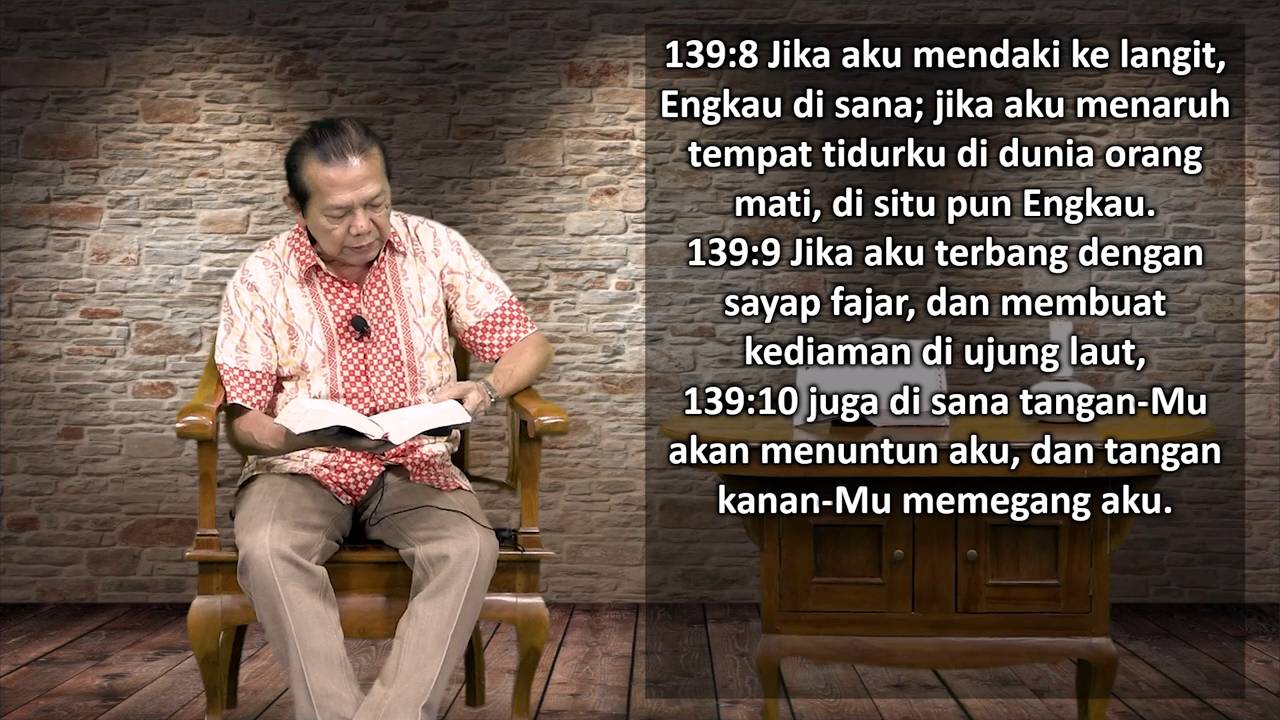 139:8 Jika aku mendaki ke langit,
Engkau di sana; jika aku menaruh
tempat tidurku di dunia orang
mati, di situ pun Engkau.
139:9 Jika aku terbang dengan
sayap fajar, dan membuat
kediaman di ujung laut,
139:10 juga di sana tangan-Mu
akan menuntun aku, dan tangan
kanan-Mu memegang aku.